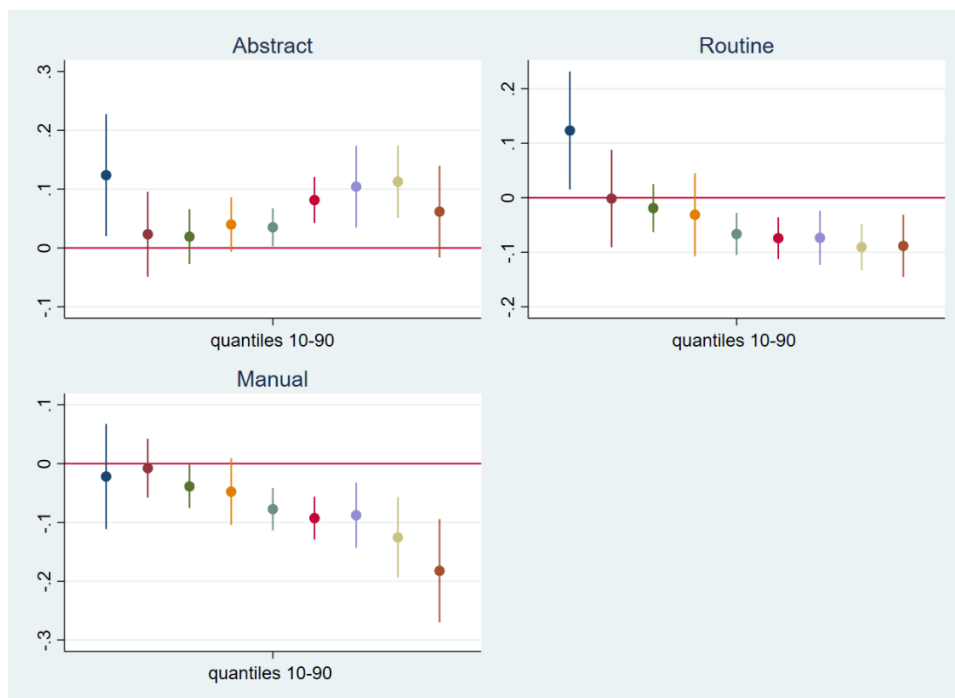 Abstract
.3
.2
.1
0
-.1
quantiles 10-90
Routine
.2
.1
0
-.1
-.2
quantiles 10-90
Manual
.1
0
-.1
-.2
-.3
quantiles 10-90